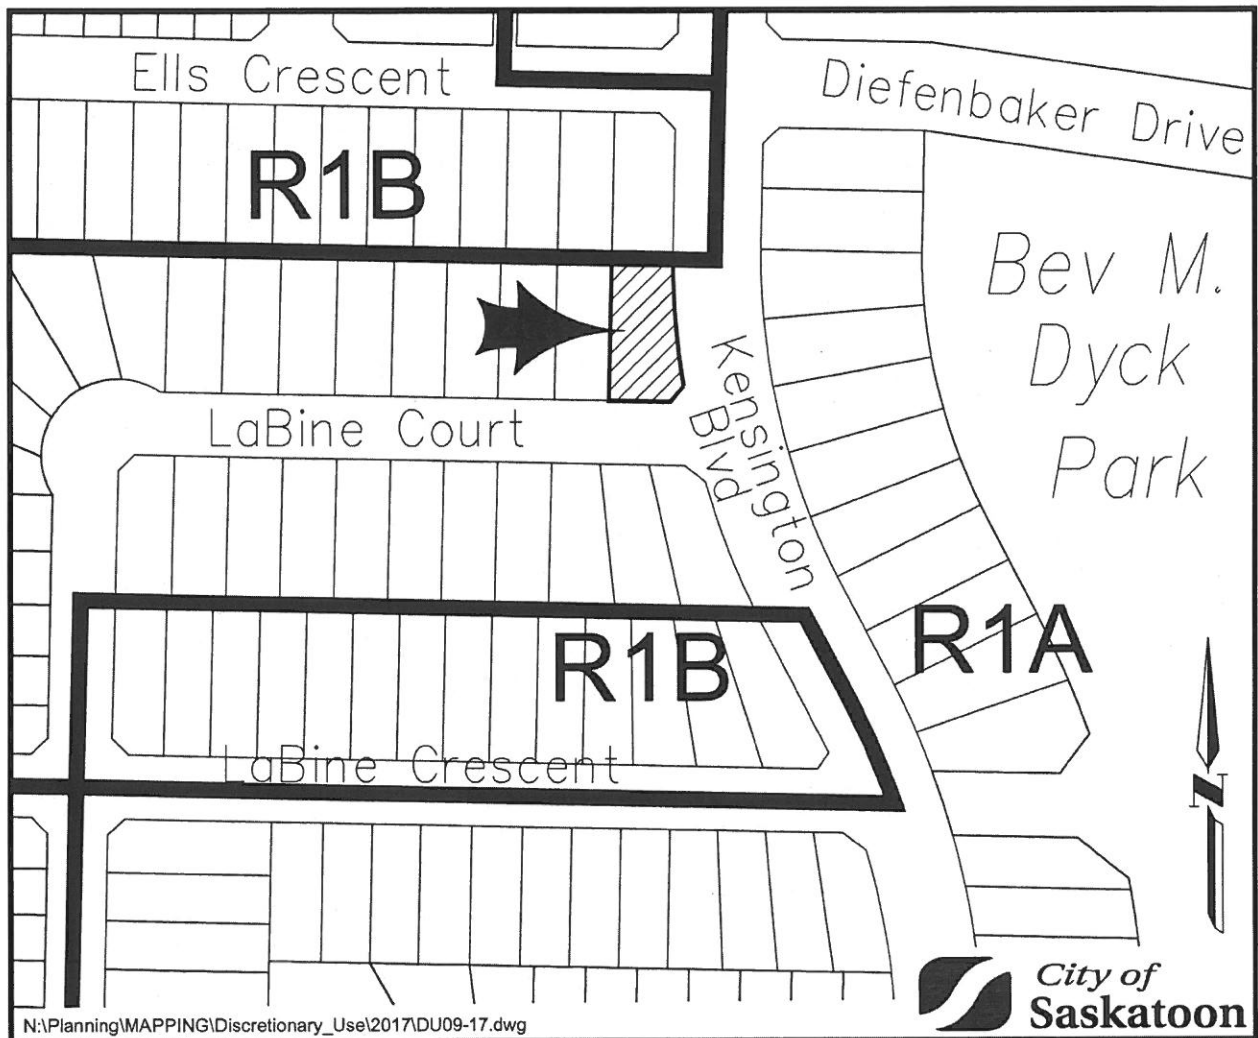 Ells Crescent
Diefenbaker Drive
R1B
Bev M.
Dyck
Park
Kensington
Blvd
LaBine Court
R1B
R1A
LaBine Crescent
N
City of
Saskatoon
N:\Planning\MAPPING\Discretionary_Use\2017\DU09-17.dwg